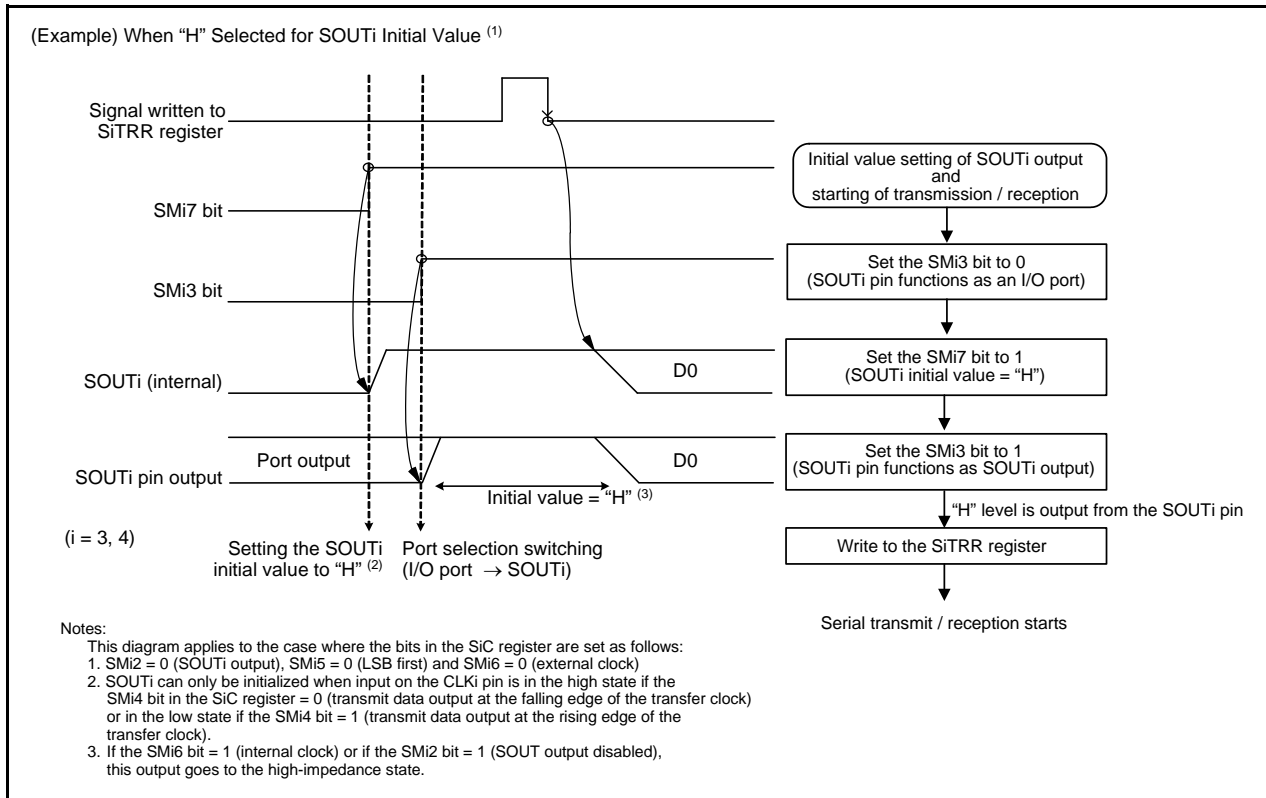 (Example) When “H” Selected for SOUTi Initial Value (1)
Signal written to
SiTRR register
SMi7 bit
SMi3 bit
SOUTi (internal)
D0
SOUTi pin output
Port output
D0
Initial value = “H” (3)
(i = 3, 4)
Setting the SOUTi
initial value to “H” (2)
Port selection switching
(I/O port → SOUTi)
Initial value setting of SOUTi output
and
starting of transmission / reception
Set the SMi3 bit to 0
(SOUTi pin functions as an I/O port)
Set the SMi7 bit to 1
(SOUTi initial value = “H”)
Set the SMi3 bit to 1
(SOUTi pin functions as SOUTi output)
“H” level is output from the SOUTi pin
Write to the SiTRR register
Serial transmit / reception starts
Notes:
This diagram applies to the case where the bits in the SiC register are set as follows:
1. SMi2 = 0 (SOUTi output), SMi5 = 0 (LSB first) and SMi6 = 0 (external clock)
2. SOUTi can only be initialized when input on the CLKi pin is in the high state if the
SMi4 bit in the SiC register = 0 (transmit data output at the falling edge of the transfer clock)
or in the low state if the SMi4 bit = 1 (transmit data output at the rising edge of the
transfer clock).
3. If the SMi6 bit = 1 (internal clock) or if the SMi2 bit = 1 (SOUT output disabled),
this output goes to the high-impedance state.